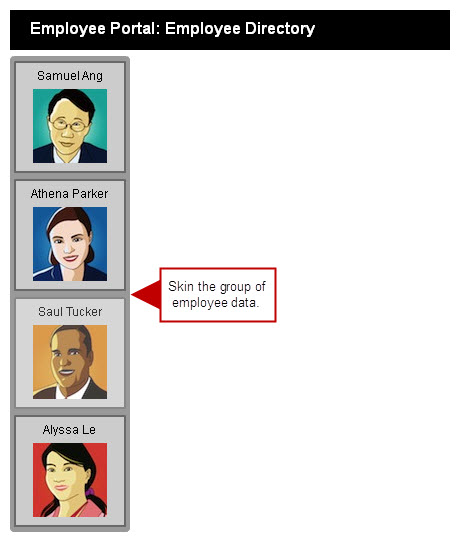 Employee Portal: Employee Directory
Samuel Ang
Athena Parker
Skin the group of
employee data.
Saul Tucker
Alyssa Le